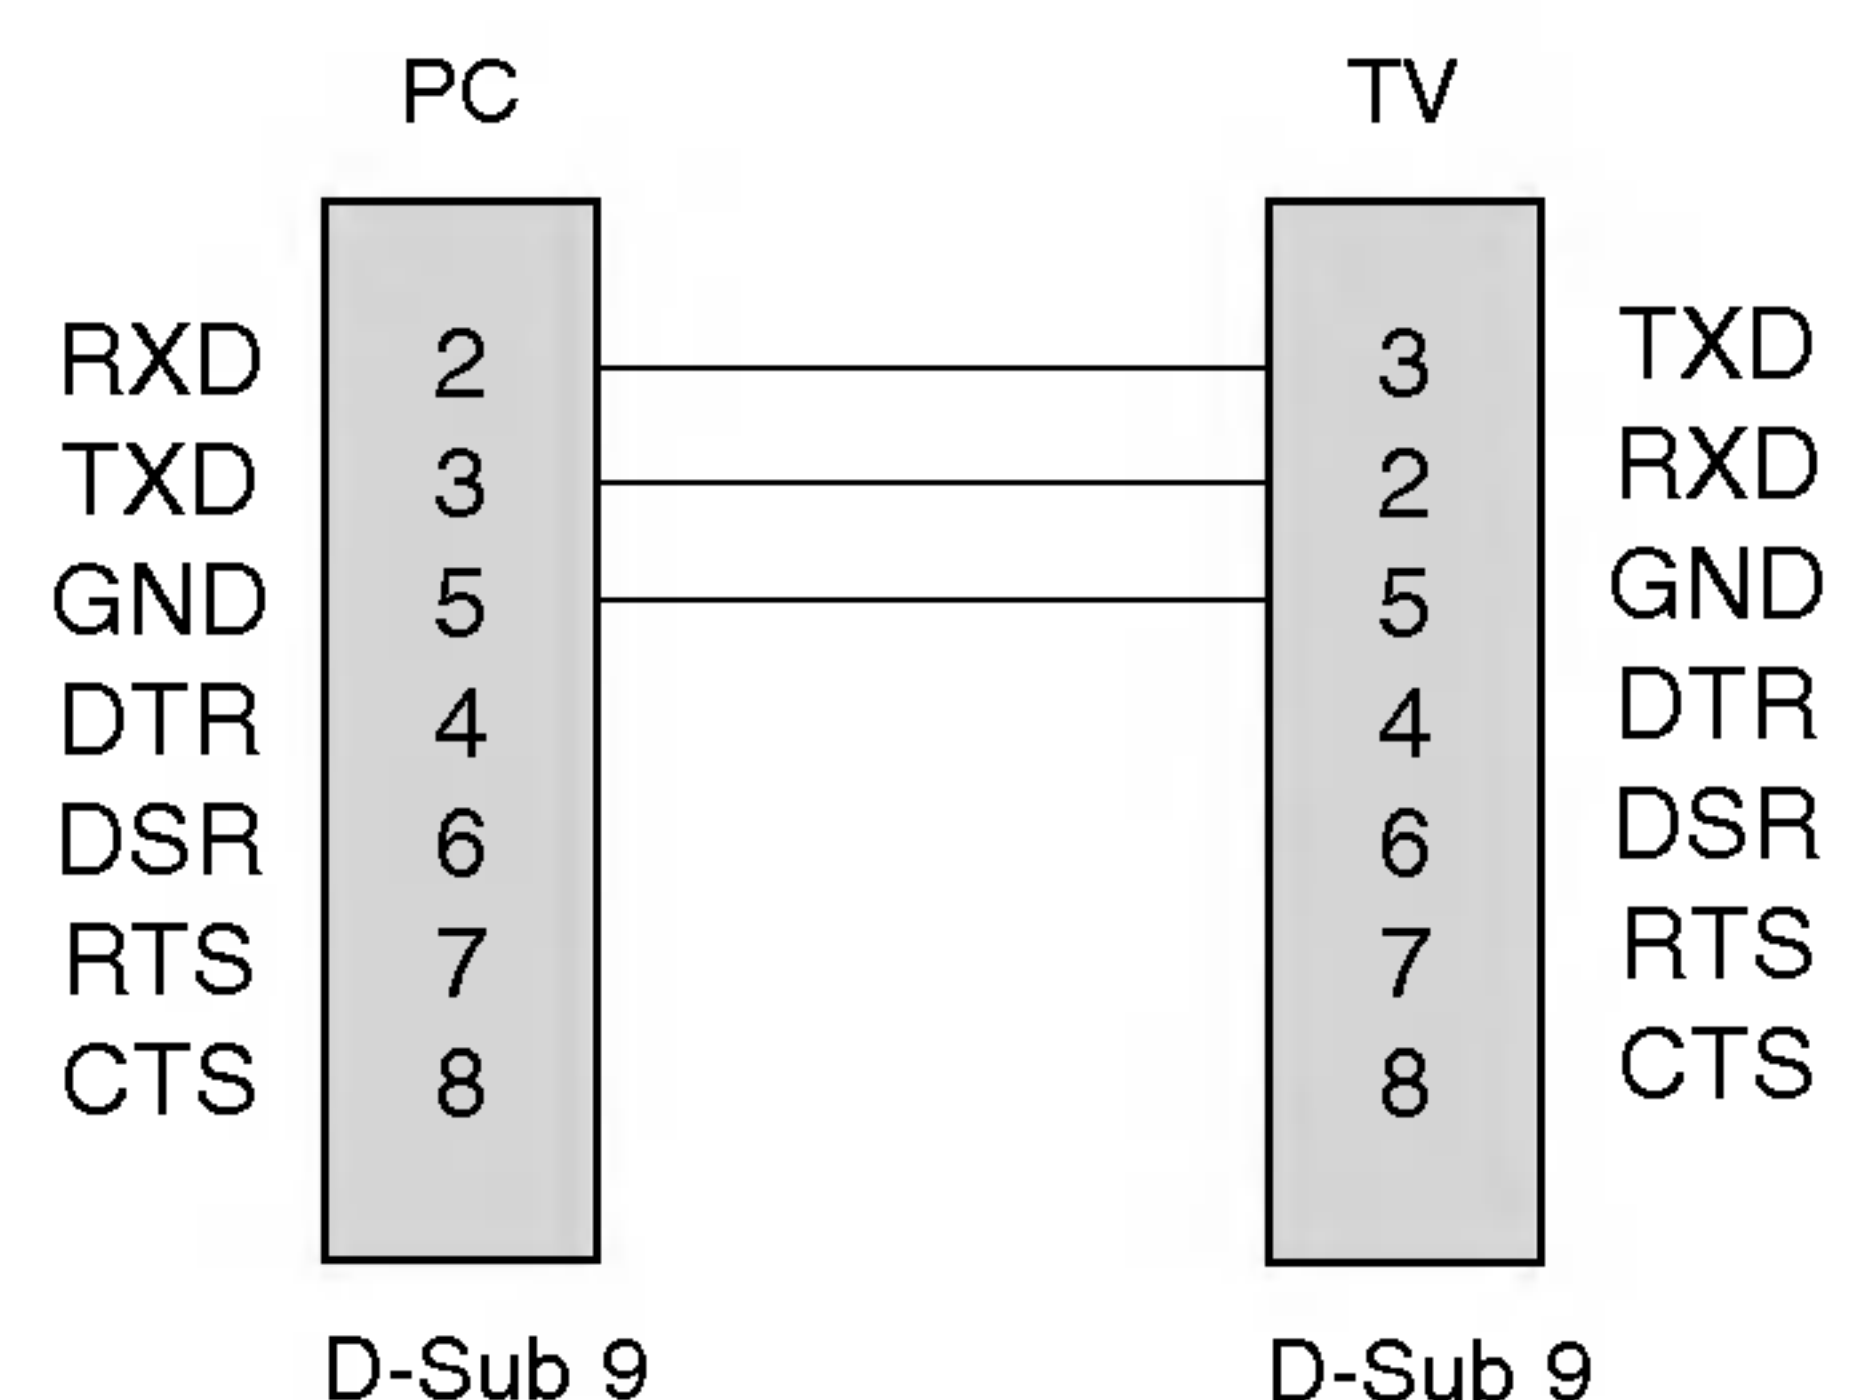 PC TV
RXD 2 3 TXD
TXD 3 2 RXD
GND 5 5 GND
DTR 4 4 DTR
DSR 6 6 DSR
RTS 7 7 RTS
CTS 8 8 CTS
D-Sub 9 D-Sub 9